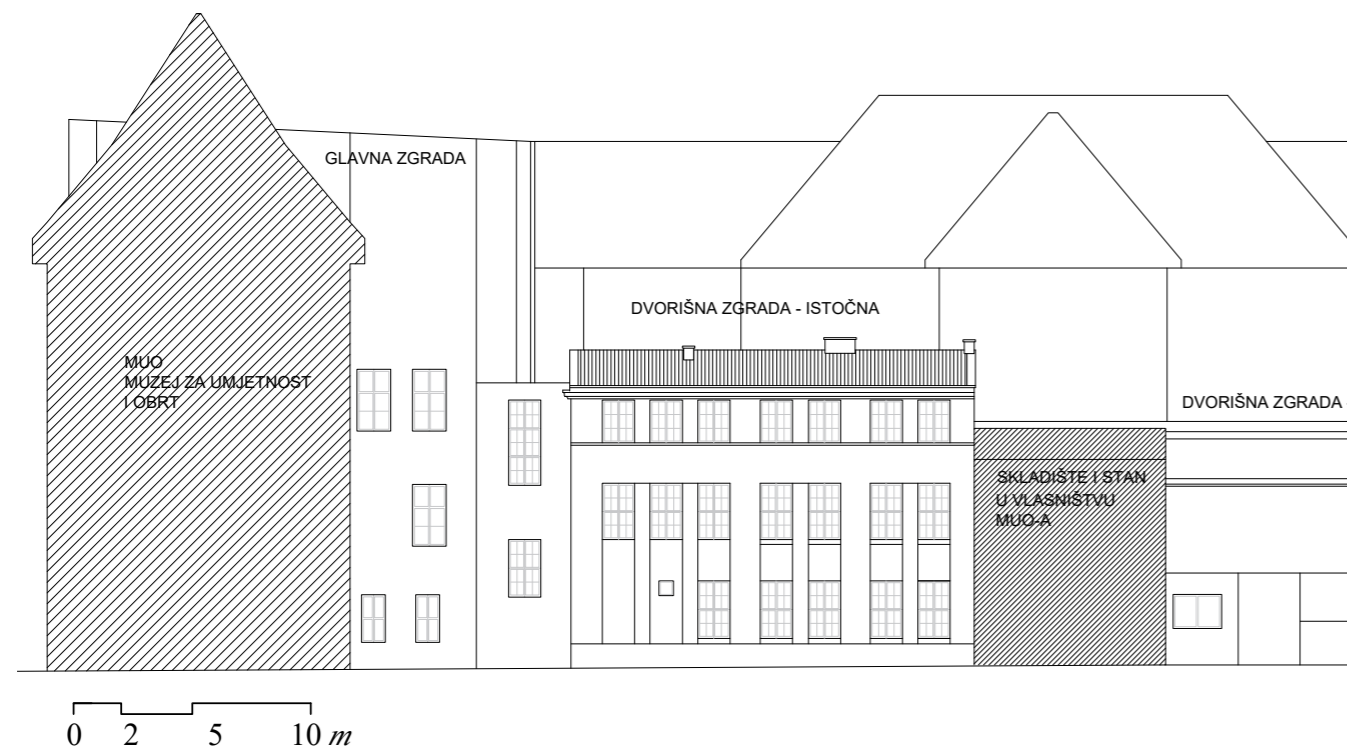 GLAVNA ZGRADA
DVORIŠNA ZGRADA - ISTOČNA
MUO
MUZEJ ZA UMJETNOST
I OBRT
DVORIŠNA ZGRADA -
SKLADIŠTE I STAN
U VLASNIŠTVU
MUO-A
0 2 5 10 m